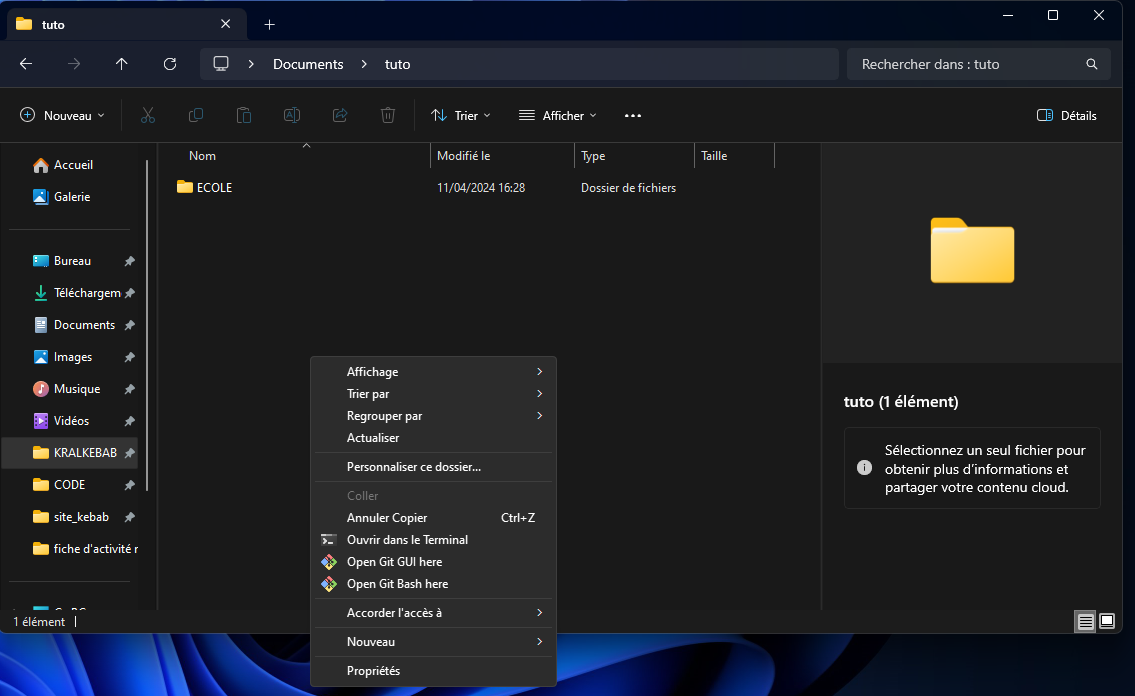 tuto
Documents
tuto
Rechercher dans : tuto
Nouveau
Trier
Afficher
Détails
Accueil
Galerie
Bureau
Téléchargem
Documents
Images
Musique
Vidéos
KRALKEBAB
CODE
site_kebab
fiche d'activité r
Nom
Modifié le
Type
Taille
ECOLE
11/04/2024 16:28
Dossier de fichiers
Affichage
Trier par
Regrouper par
Actualiser
Personnaliser ce dossier...
Coller
Annuler Copier Ctrl+Z
Ouvrir dans le Terminal
Open Git GUI here
Open Git Bash here
Accorder l'accès à
Nouveau
Propriétés
tuto (1 élément)
Sélectionnez un seul fichier pour
obtenir plus d'informations et
partager votre contenu cloud.
1 élément